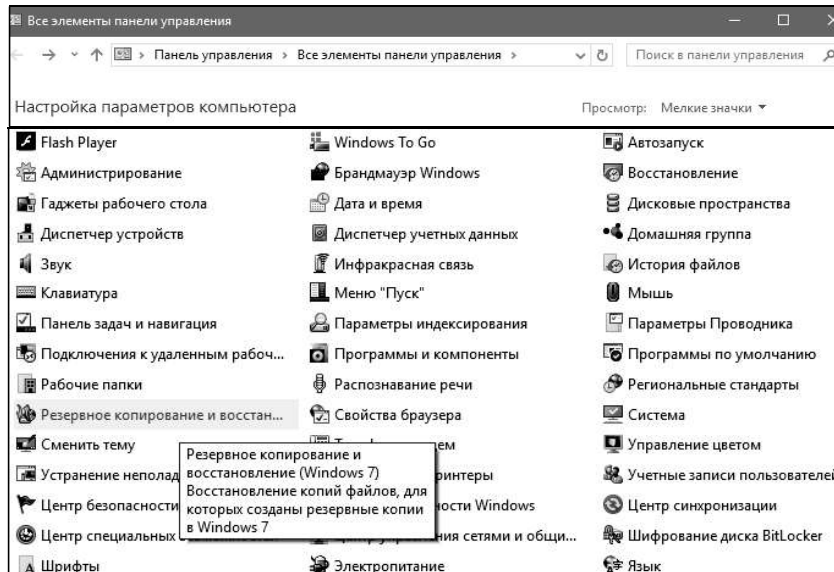 Все элементы панели управления
Панель управления > Все элементы панели управления >
Поиск в панели управления
Настройка параметров компьютера
Просмотр: Мелкие значки
Flash Player
Windows To Go
Автозапуск
Администрирование
Брандмауэр Windows
Восстановление
Гаджеты рабочего стола
Дата и время
Дисковые пространства
Диспетчер устройств
Диспетчер учетных данных
Домашняя группа
Звук
Инфракрасная связь
История файлов
Клавиатура
Меню "Пуск"
Мышь
Панель задач и навигация
Параметры индексирования
Параметры Проводника
Подключения к удаленным рабоч...
Программы и компоненты
Программы по умолчанию
Рабочие папки
Распознавание речи
Региональные стандарты
Резервное копирование и восстан...
Свойства браузера
Система
Сменить тему
Управление цветом
Резервное копирование и
восстановление (Windows 7)
Восстановление копий файлов, для
которых созданы резервные копии
в Windows 7
Устранение
Учетные записи пользователей
Центр безопасности
Windows
Центр синхронизации
Центр специальных
сетями и общи...
Шифрование диска BitLocker
Шрифты
Электропитание
Язык